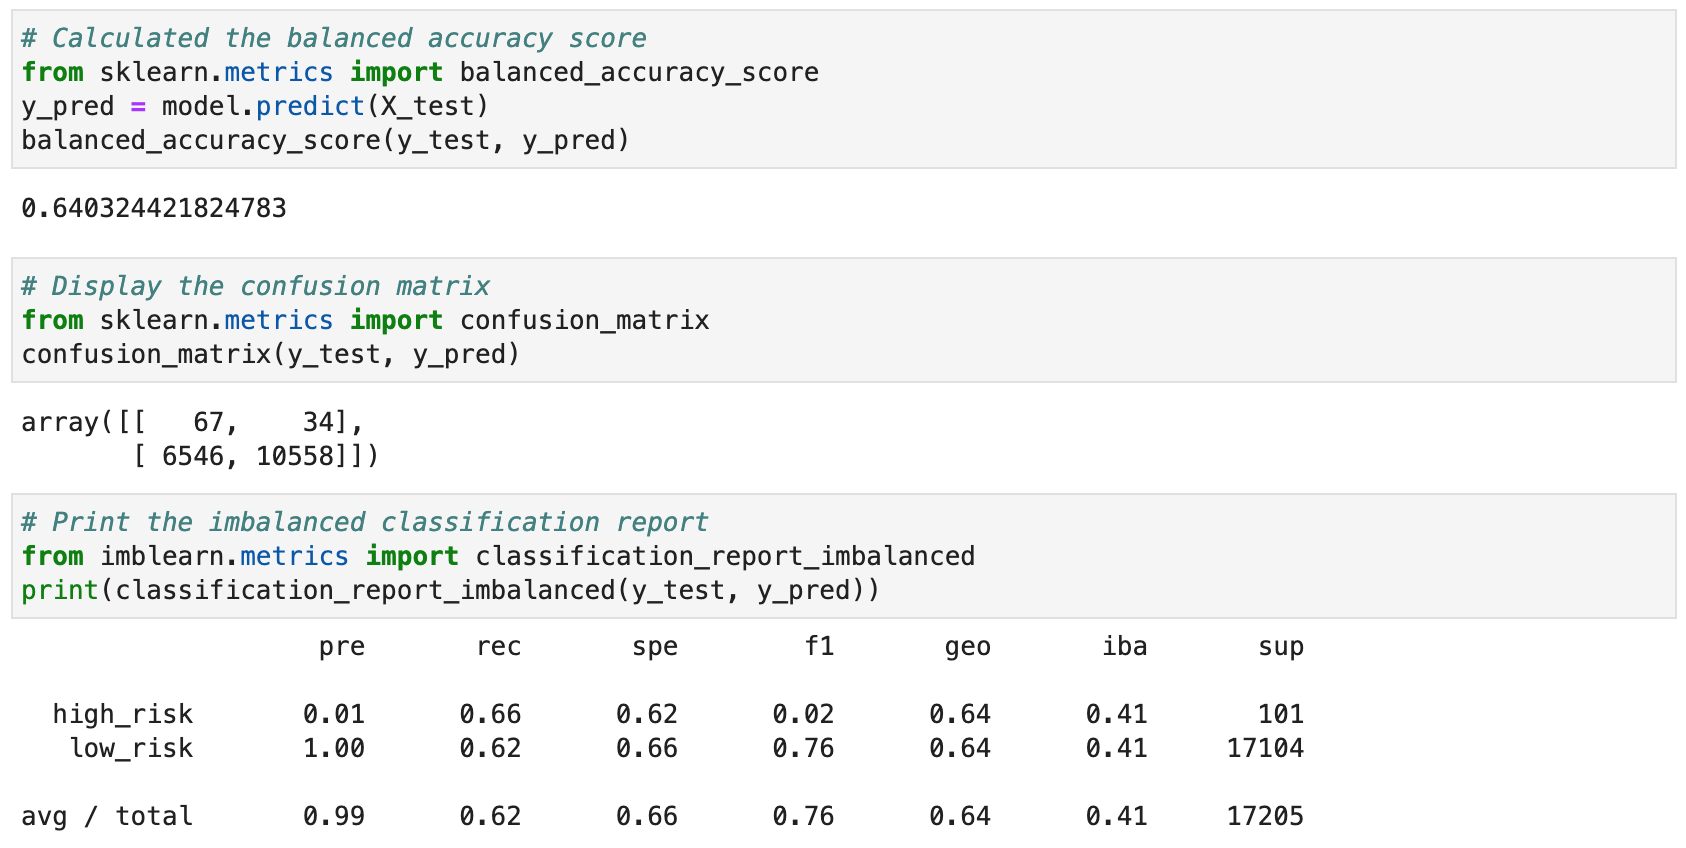 # Calculated the balanced accuracy score
from sklearn.metrics import balanced_accuracy_score
y_pred = model.predict(X_test)
balanced_accuracy_score(y_test, y_pred)
0.640324421824783
# Display the confusion matrix
from sklearn.metrics import confusion_matrix
confusion_matrix(y_test, y_pred)
array([[   67,    34],
       [ 6546, 10558]])
# Print the imbalanced classification report
from imblearn.metrics import classification_report_imbalanced
print(classification_report_imbalanced(y_test, y_pred))
                   pre       rec       spe        f1       geo       iba       sup
  high_risk       0.01      0.66      0.62      0.02      0.64      0.41       101
   low_risk       1.00      0.62      0.66      0.76      0.64      0.41     17104
avg / total       0.99      0.62      0.66      0.76      0.64      0.41     17205